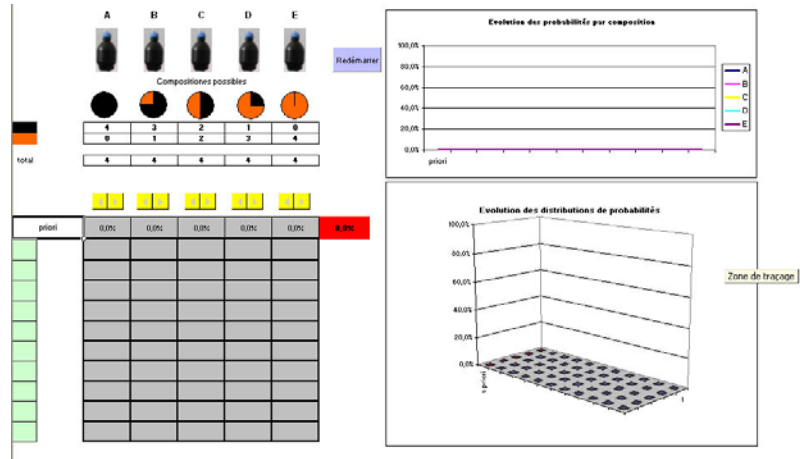 A B C D E
Redémarrer
Compositiones possibles
4 3 2 1 0
0 1 2 3 4
total 4 4 4 4 4
priori 0,0% 0,0% 0,0% 0,0% 0,0% 0,0%
Evolution des probabilités par composition
100,0%
80,0%
60,0%
40,0%
20,0%
0,0%
priori
A
B
C
D
E
Evolution des distributions de probabilités
100,0%
80,0%
60,0%
40,0%
20,0%
0,0%
priori
1
Zone de traçage